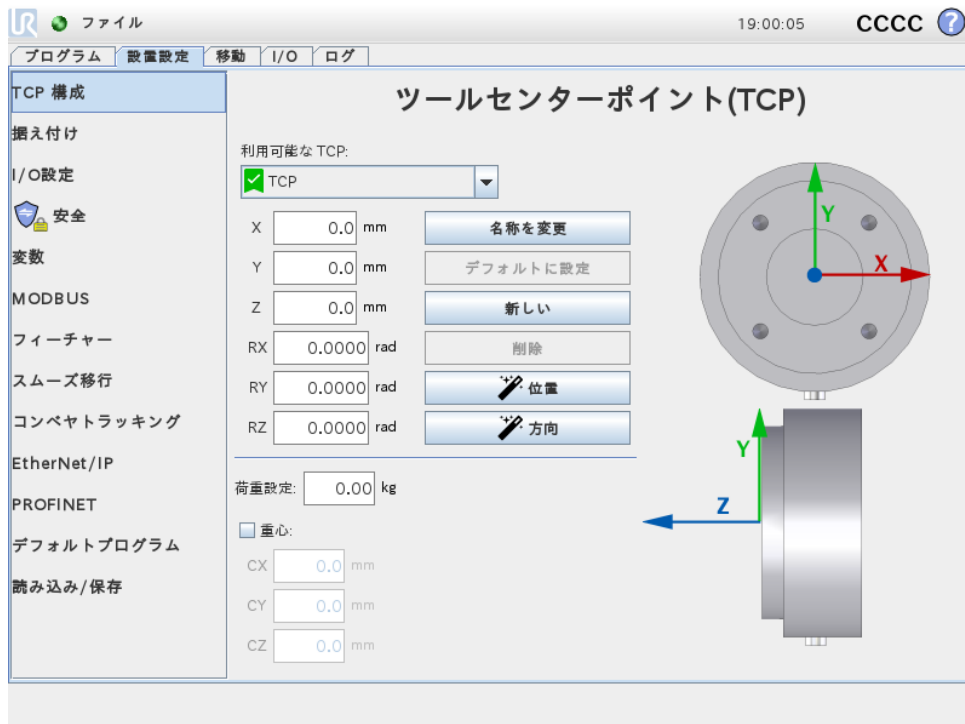 UR ファイル 19:00:05 CCCC ?
プログラム 設置設定 移動 I/O ログ
TCP 構成
据え付け
I/O設定
安全
変数
MODBUS
フィーチャー
スムーズ移行
コンベヤトラッキング
EtherNet/IP
PROFINET
デフォルトプログラム
読み込み/保存
ツールセンターポイント(TCP)
利用可能な TCP:
TCP
X 0.0 mm 名称を変更
Y 0.0 mm デフォルトに設定
Z 0.0 mm 新しい
RX 0.0000 rad 削除
RY 0.0000 rad 位置
RZ 0.0000 rad 方向
荷重設定: 0.00 kg
重心:
CX 0.0 mm
CY 0.0 mm
CZ 0.0 mm
Y
X
Y
Z